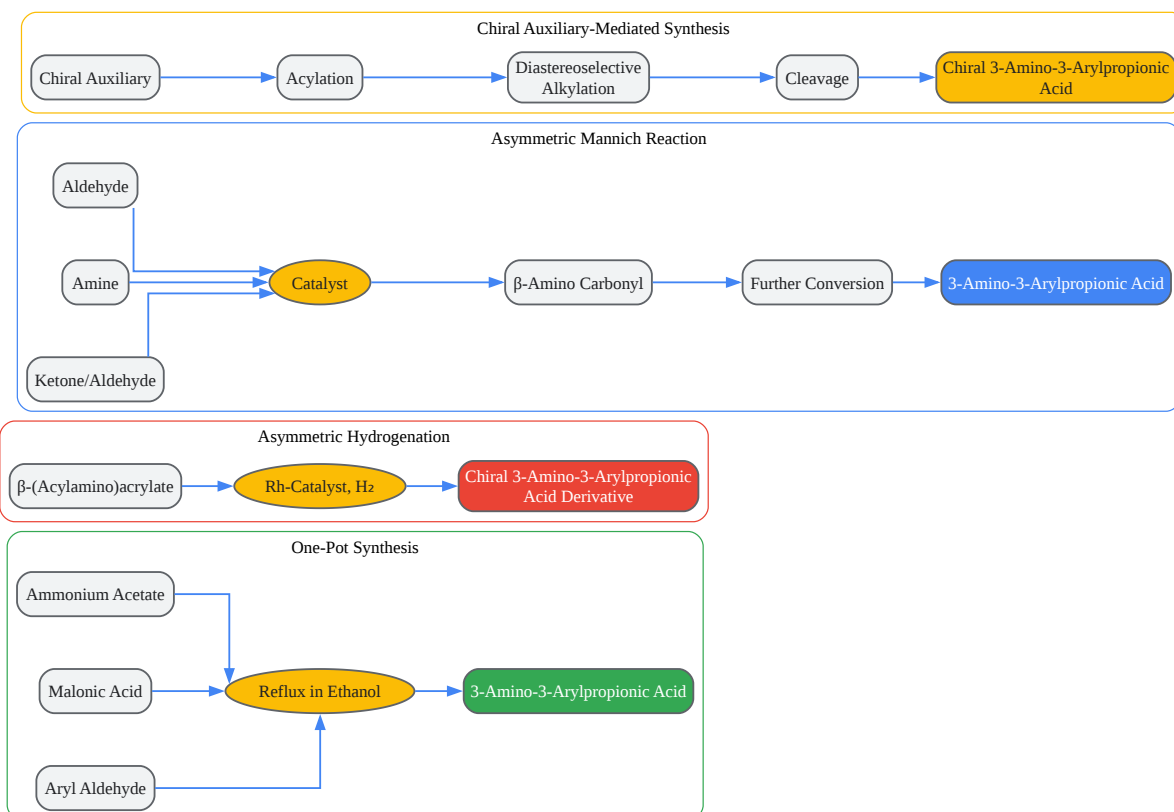 Chiral Auxiliary-Mediated Synthesis
Chiral Auxiliary
Acylation
Diastereoselective
Alkylation
Cleavage
Chiral 3-Amino-3-Arylpropionic
Acid
Asymmetric Mannich Reaction
Aldehyde
Amine
Ketone/Aldehyde
Catalyst
β-Amino Carbonyl
Further Conversion
3-Amino-3-Arylpropionic Acid
Asymmetric Hydrogenation
β-(Acylamino)acrylate
Rh-Catalyst, H₂
Chiral 3-Amino-3-Arylpropionic
Acid Derivative
One-Pot Synthesis
Ammonium Acetate
Malonic Acid
Aryl Aldehyde
Reflux in Ethanol
3-Amino-3-Arylpropionic Acid